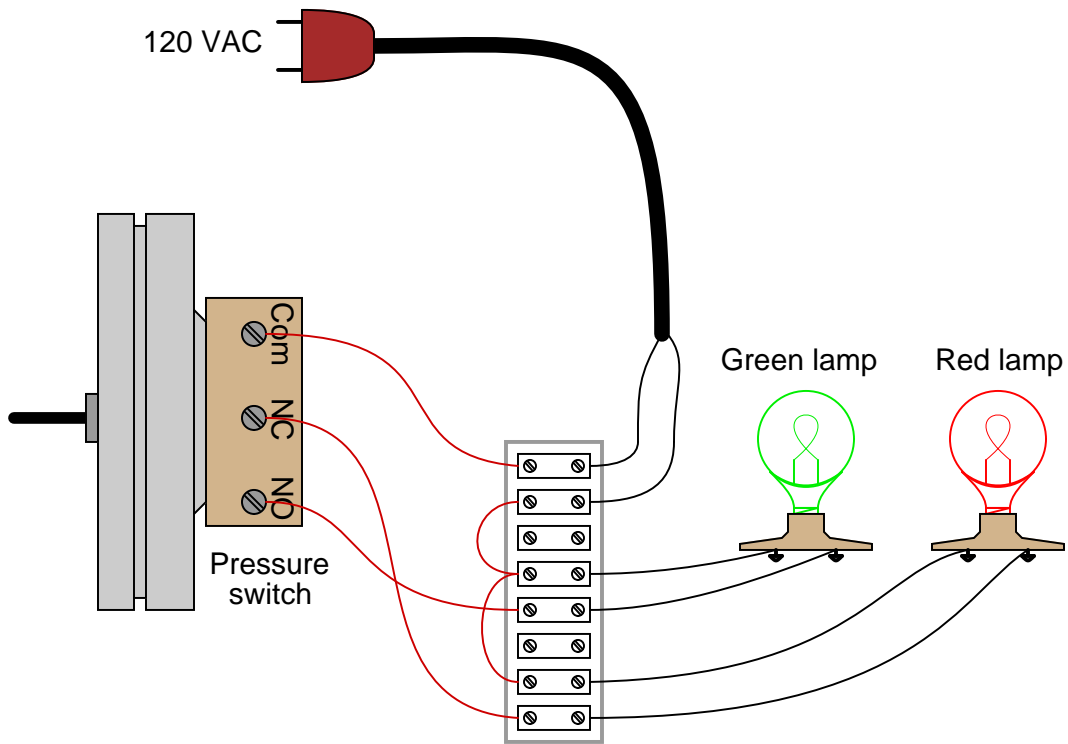 120 VAC
Com
NC
NO
Pressure
switch
Green lamp
Red lamp